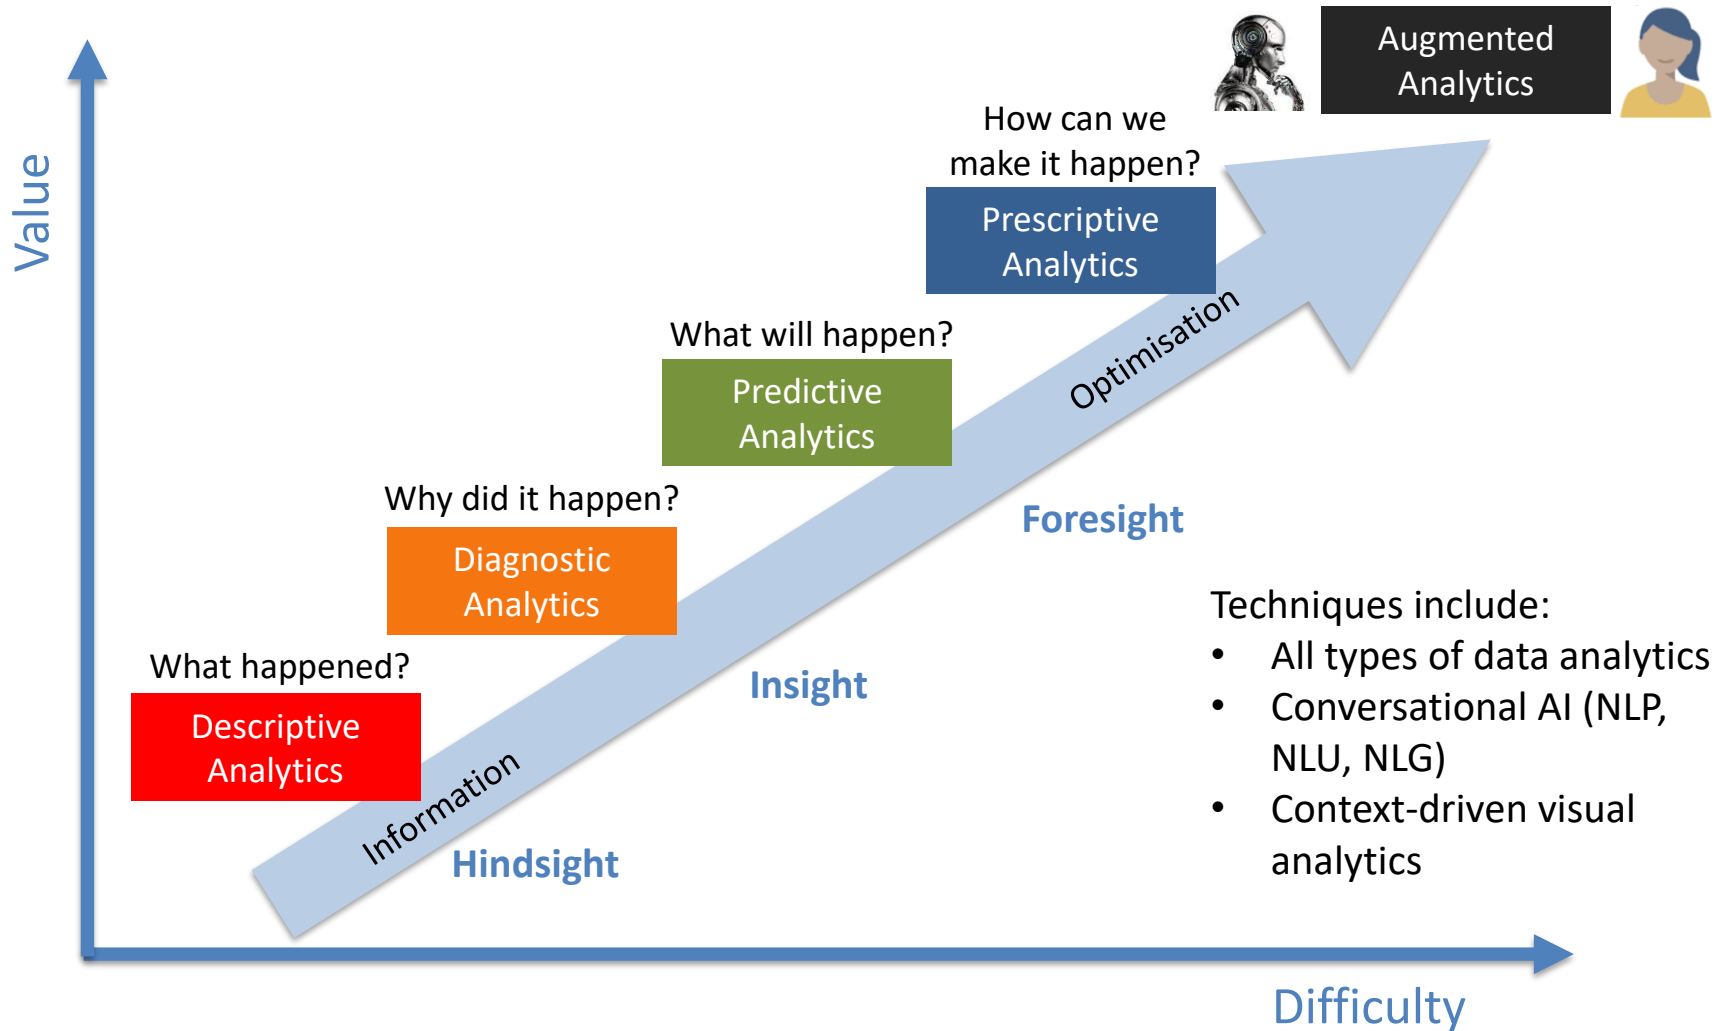 Augmented
Analytics
How can we
make it happen?
Prescriptive
Analytics
Value
Optimisation
What will happen?
Predictive
Analytics
Why did it happen?
Diagnostic
Analytics
Foresight
What happened?
Descriptive
Analytics
Insight
Information
Hindsight
Techniques include:
• All types of data analytics
• Conversational AI (NLP,
NLU, NLG)
• Context-driven visual
analytics
Difficulty